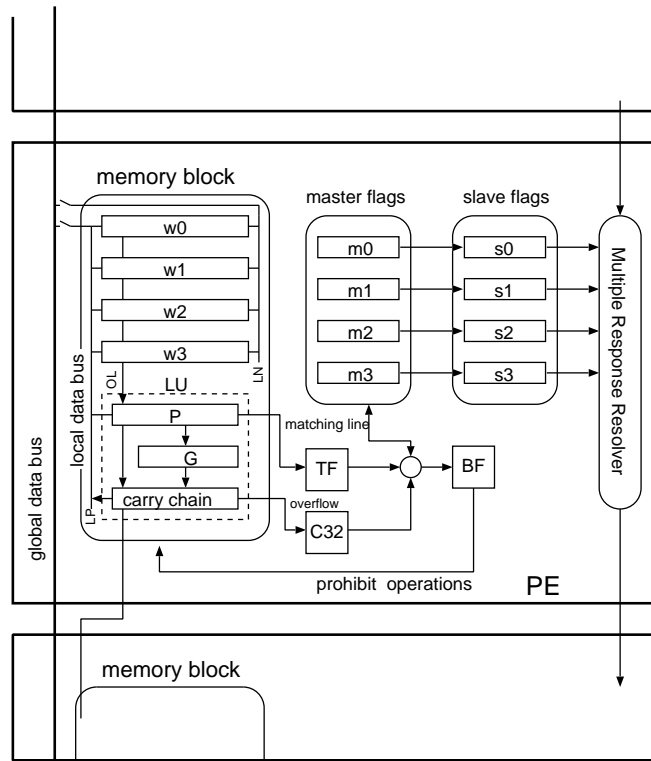 memory block
master flags
slave flags
w0
m0
s0
w1
m1
s1
w2
m2
s2
w3
m3
s3
OL
LN
LU
local data bus
global data bus
Multiple Response Resolver
P
matching line
G
TF
BF
carry chain
overflow
LP
C32
prohibit operations
PE
memory block